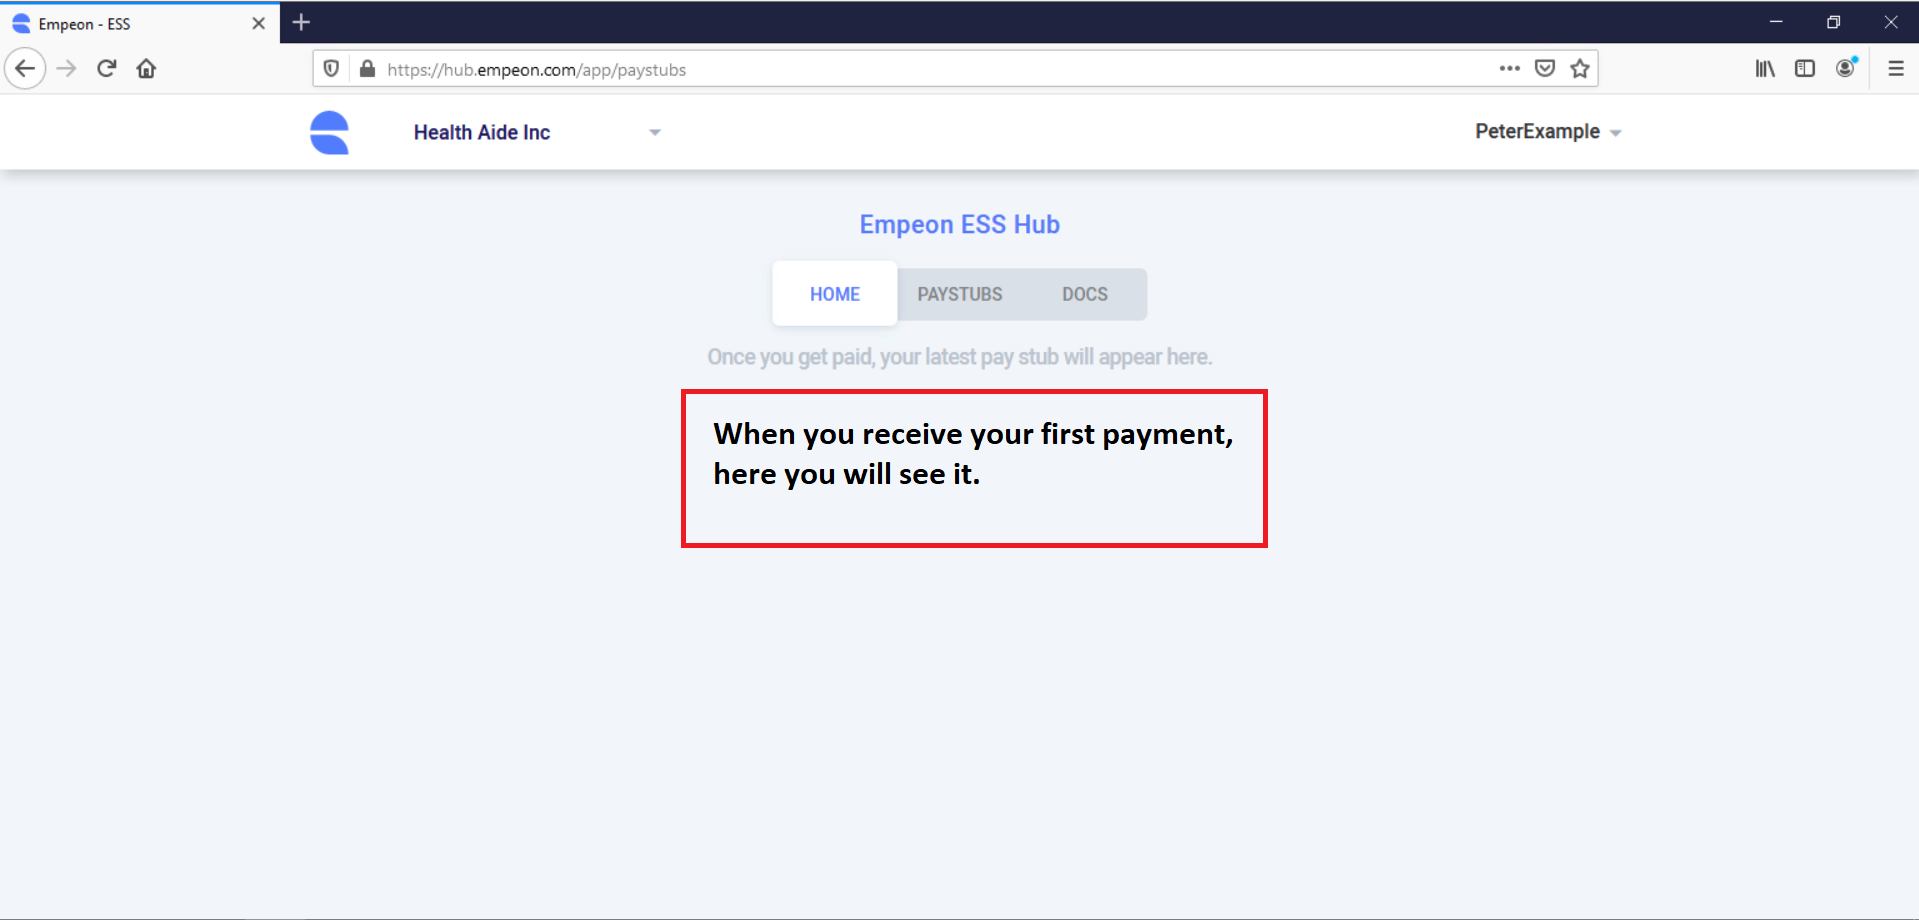 Empeon - ESS
https://hub.empeon.com/app/paystubs
Health Aide Inc
PeterExample
Empeon ESS Hub
HOME PAYSTUBS DOCS
Once you get paid, your latest pay stub will appear here.
When you receive your first payment,
here you will see it.